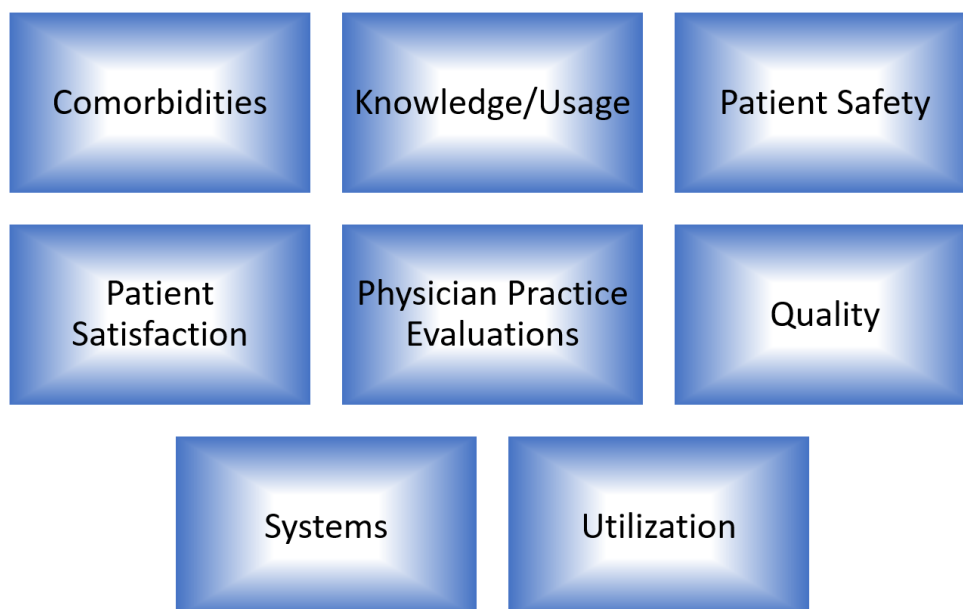 Comorbidities
Knowledge/Usage
Patient Safety
Patient
Satisfaction
Physician Practice
Evaluations
Quality
Systems
Utilization